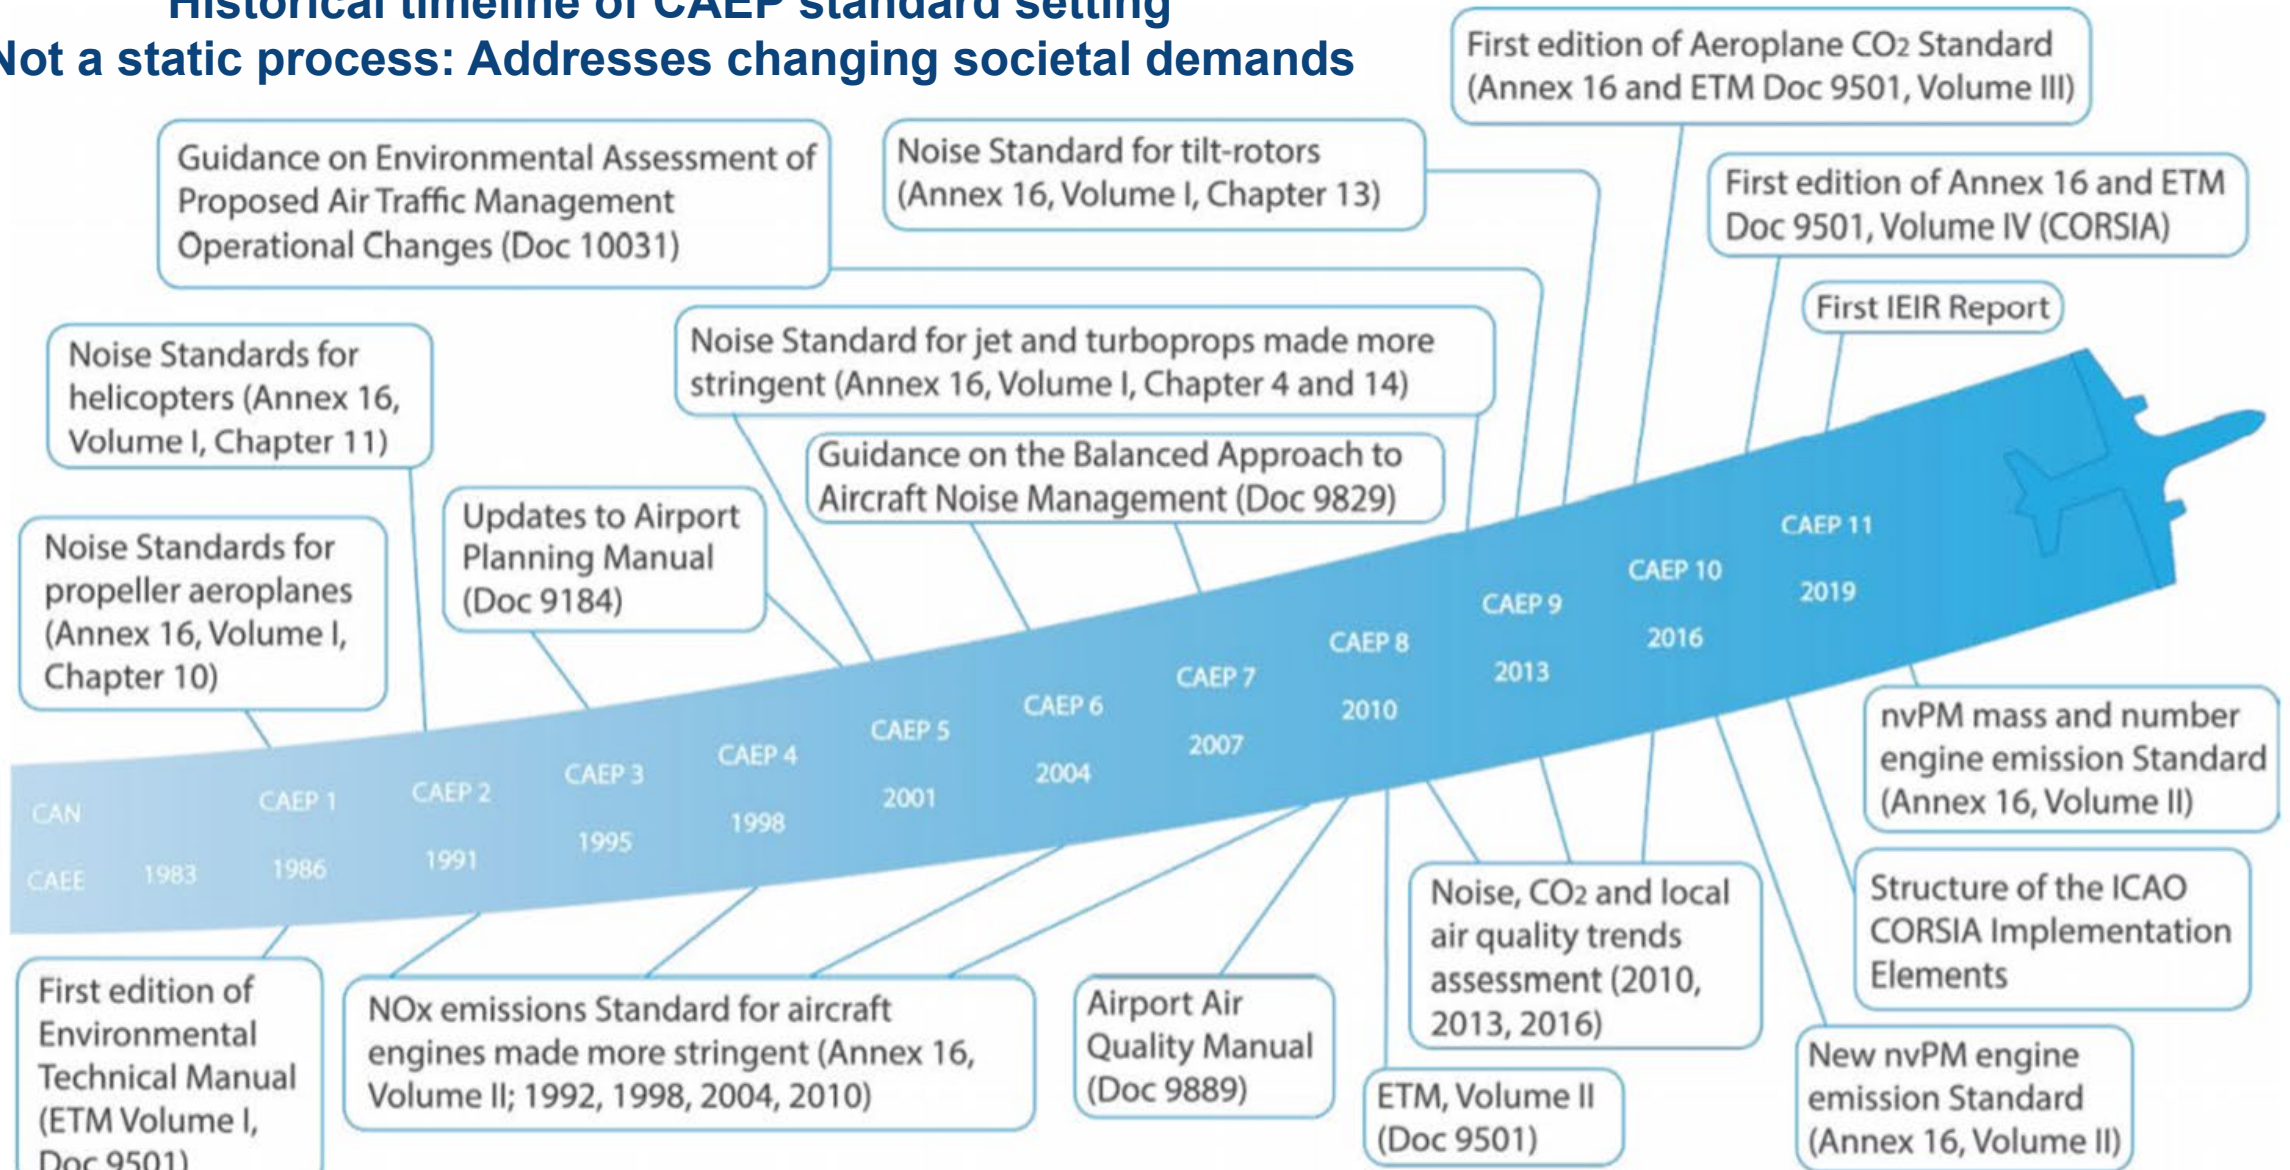 Historical timeline of CAEP standard setting
Not a static process: Addresses changing societal demands
First edition of Aeroplane CO2 Standard
(Annex 16 and ETM Doc 9501, Volume III)
Guidance on Environmental Assessment of
Proposed Air Traffic Management
Operational Changes (Doc 10031)
Noise Standard for tilt-rotors
(Annex 16, Volume I, Chapter 13)
First edition of Annex 16 and ETM
Doc 9501, Volume IV (CORSIA)
First IEIR Report
Noise Standards for
helicopters (Annex 16,
Volume I, Chapter 11)
Noise Standard for jet and turboprops made more
stringent (Annex 16, Volume I, Chapter 4 and 14)
Guidance on the Balanced Approach to
Aircraft Noise Management (Doc 9829)
Noise Standards for
propeller aeroplanes
(Annex 16, Volume I,
Chapter 10)
Updates to Airport
Planning Manual
(Doc 9184)
CAN
CAEE
1983
CAEP 1
1986
CAEP 2
1991
CAEP 3
1995
CAEP 4
1998
CAEP 5
2001
CAEP 6
2004
CAEP 7
2007
CAEP 8
2010
CAEP 9
2013
CAEP 10
2016
CAEP 11
2019
First edition of
Environmental
Technical Manual
(ETM Volume I,
Doc 9501)
NOx emissions Standard for aircraft
engines made more stringent (Annex 16,
Volume II; 1992, 1998, 2004, 2010)
Airport Air
Quality Manual
(Doc 9889)
ETM, Volume II
(Doc 9501)
Noise, CO2 and local
air quality trends
assessment (2010,
2013, 2016)
nvPM mass and number
engine emission Standard
(Annex 16, Volume II)
Structure of the ICAO
CORSIA Implementation
Elements
New nvPM engine
emission Standard
(Annex 16, Volume II)